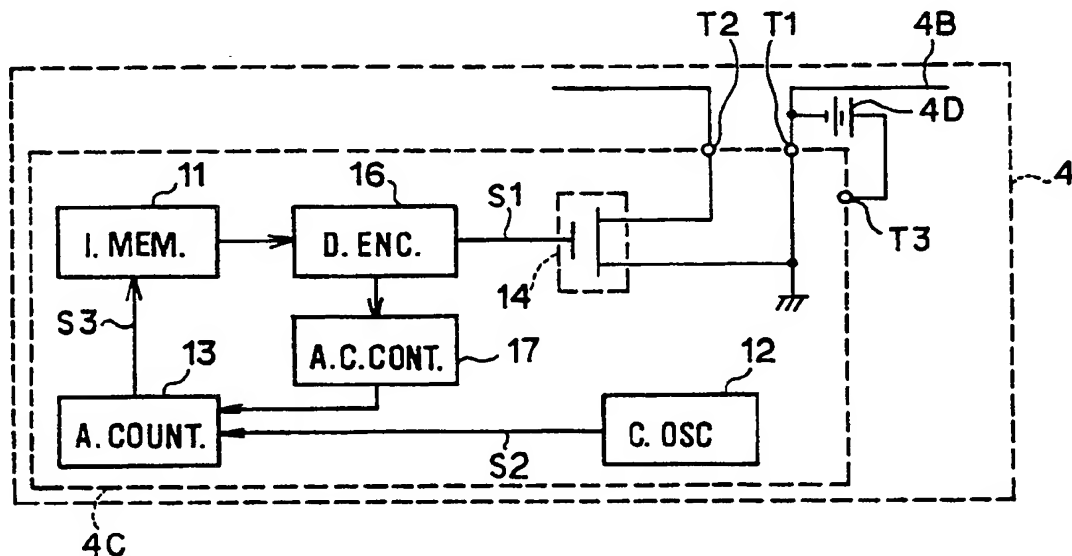 T2
T1
4B
4D
4
11
16
S1
I. MEM.
D. ENC.
T3
14
S3
13
A.C.CONT.
17
12
A. COUNT.
C. OSC
S2
4C